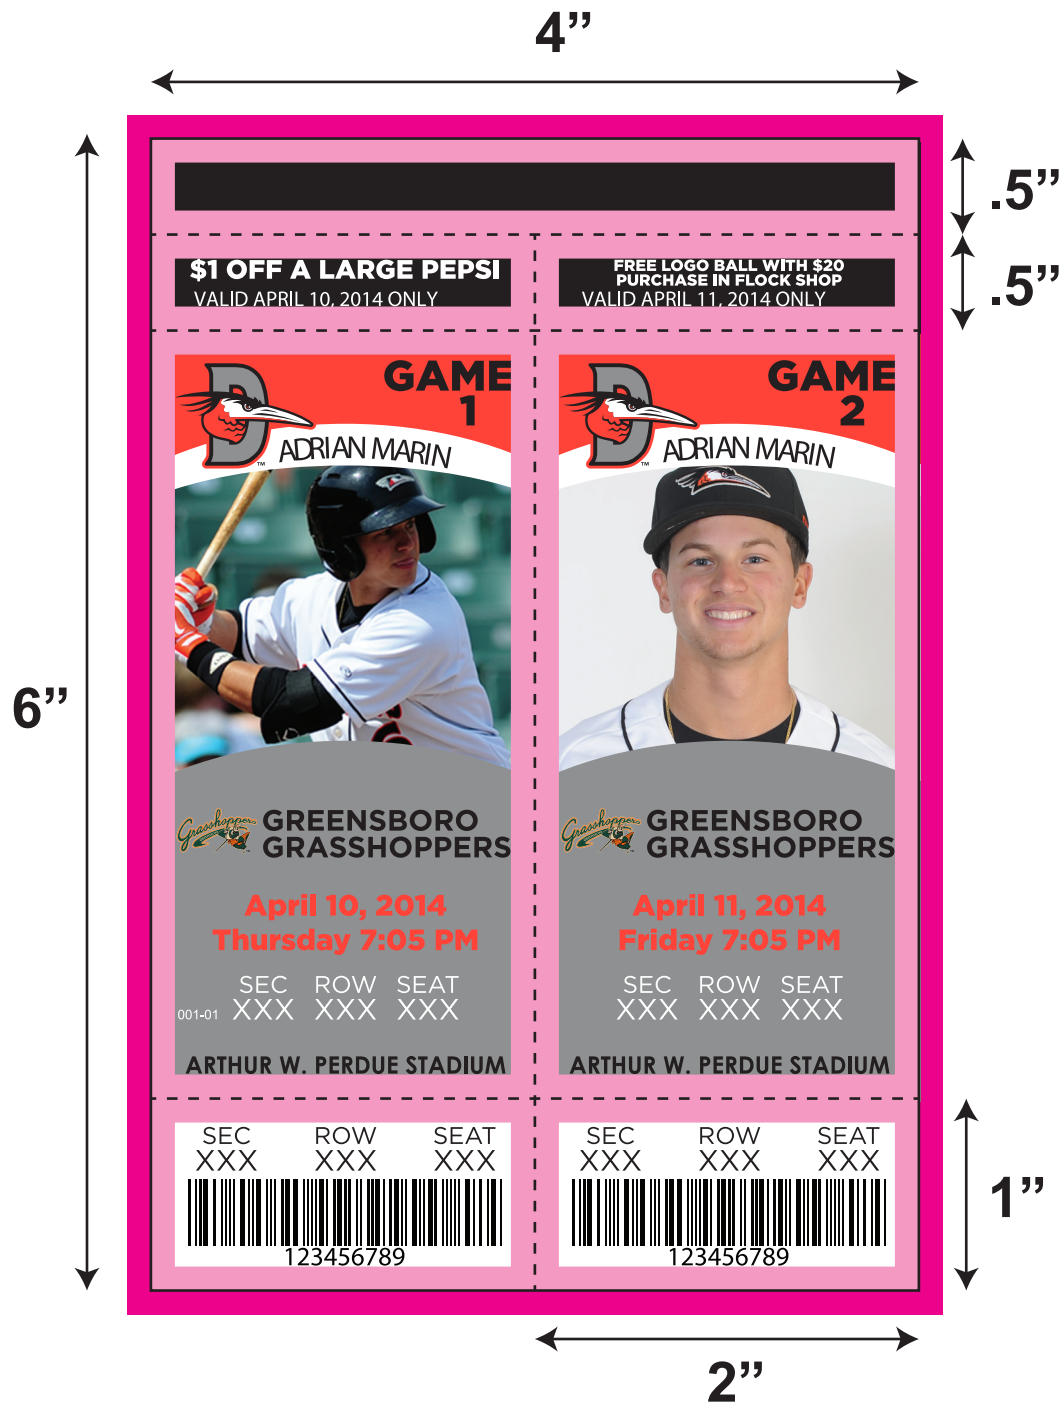 4”
.5”
$1 OFF A LARGE PEPSI
VALID APRIL 10, 2014 ONLY
FREE LOGO BALL WITH $20
PURCHASE IN FLOCK SHOP
VALID APRIL 11, 2014 ONLY
.5”
GAME
1
D
™
ADRIAN MARIN
GAME
2
D
™
ADRIAN MARIN
6”
Grasshoppers
GREENSBORO
GRASSHOPPERS
April 10, 2014
Thursday 7:05 PM
SEC ROW SEAT
001-01 XXX XXX XXX
ARTHUR W. PERDUE STADIUM
Grasshoppers
GREENSBORO
GRASSHOPPERS
April 11, 2014
Friday 7:05 PM
SEC ROW SEAT
XXX XXX XXX
ARTHUR W. PERDUE STADIUM
SEC ROW SEAT
XXX XXX XXX
123456789
SEC ROW SEAT
XXX XXX XXX
123456789
1”
2”